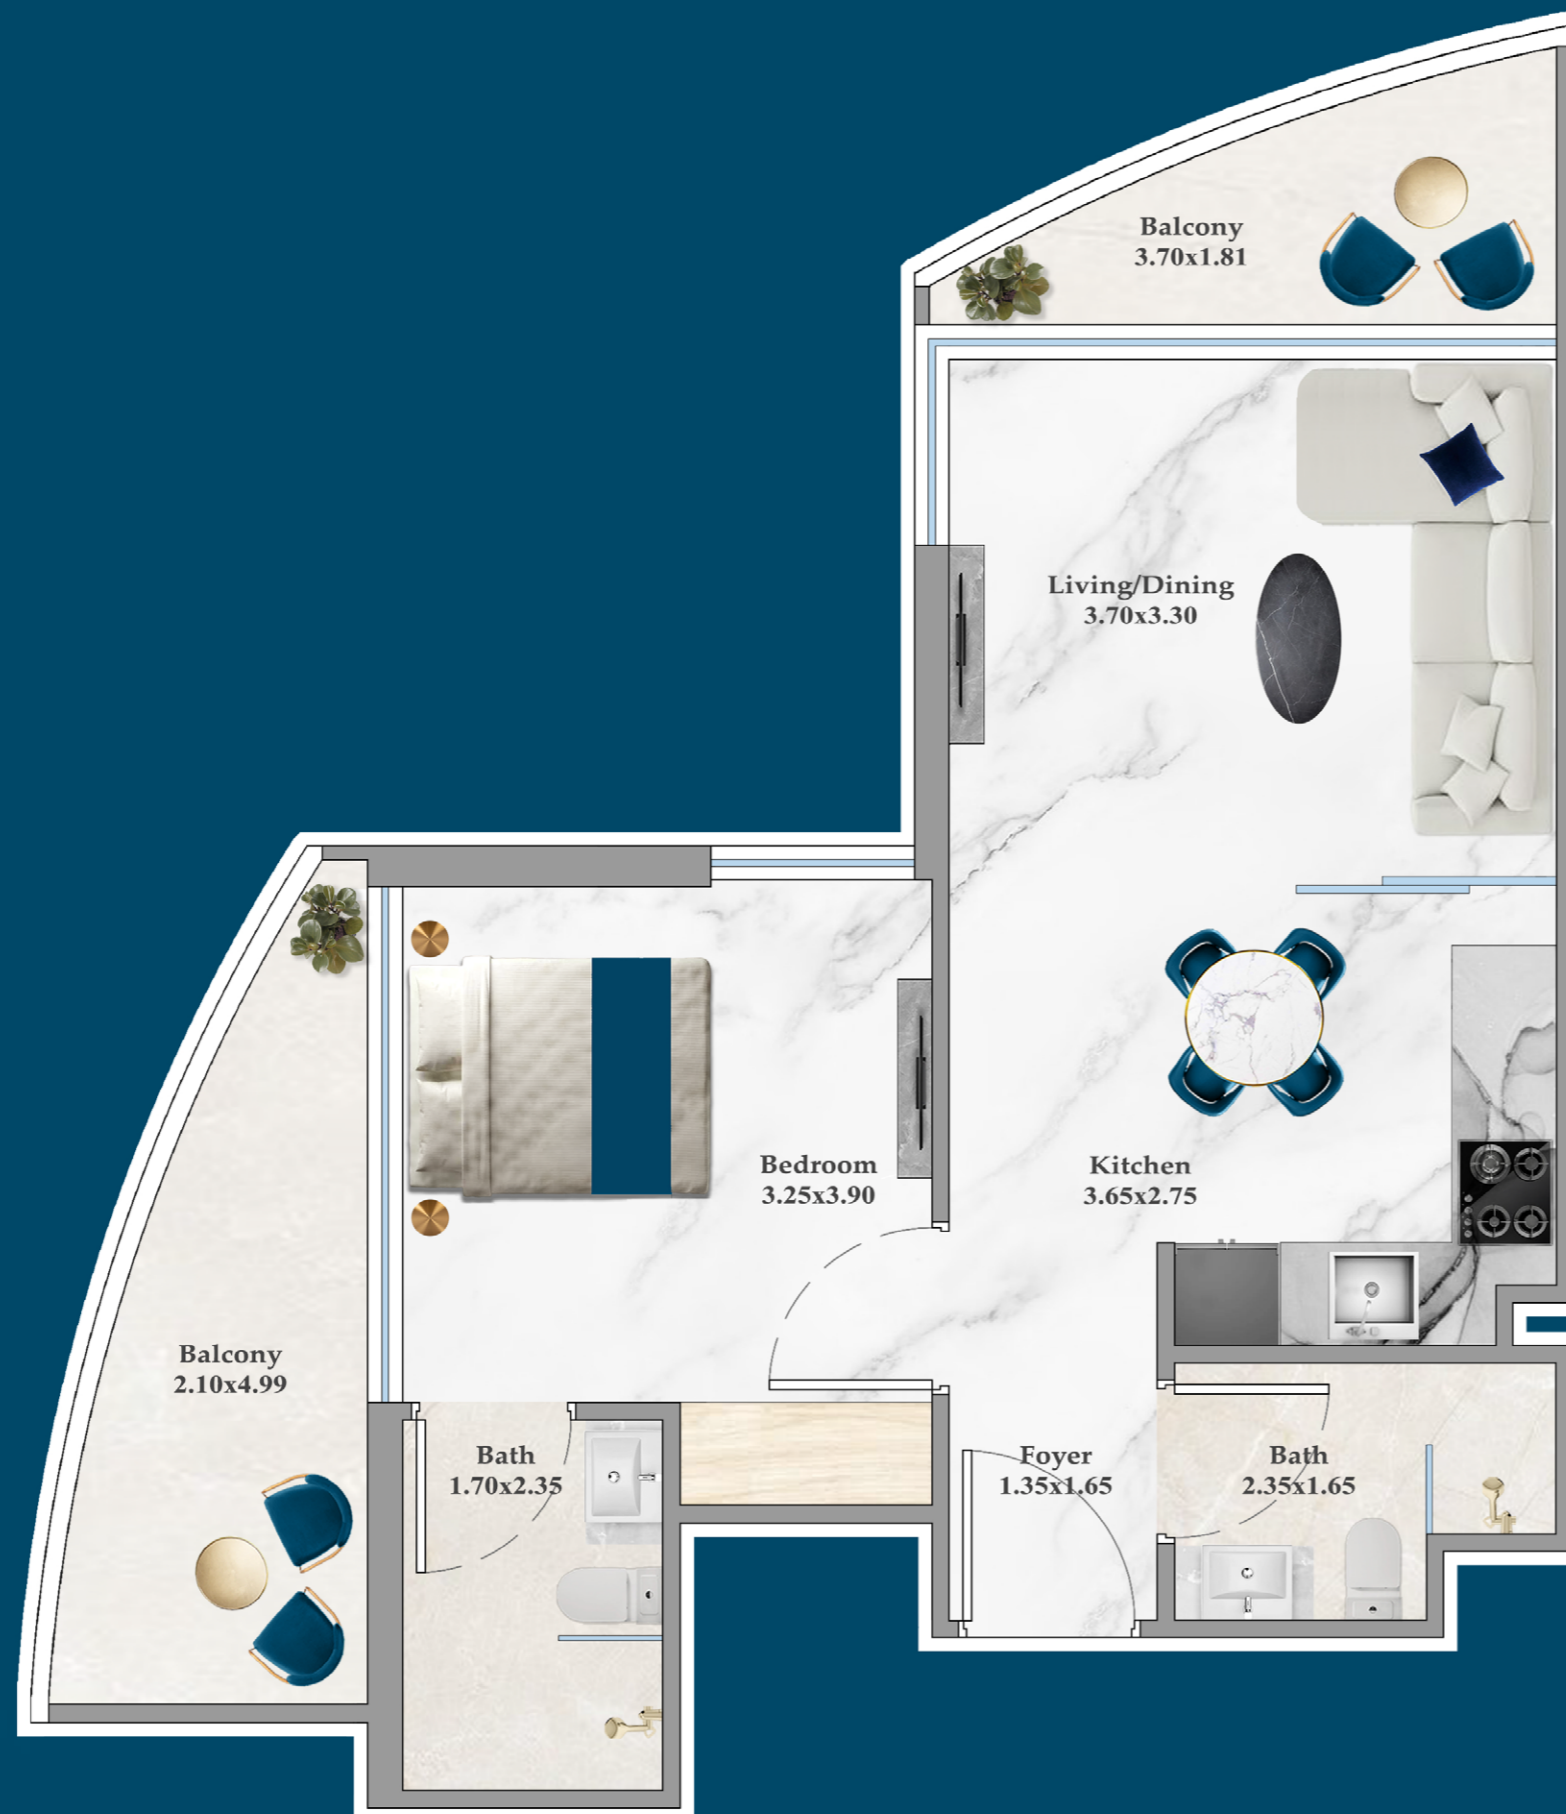 Balcony
3.70x1.81
Living/Dining
3.70x3.30
Bedroom
3.25x3.90
Kitchen
3.65x2.75
Balcony
2.10x4.99
Bath
1.70x2.35
Foyer
1.35x1.65
Bath
2.35x1.65